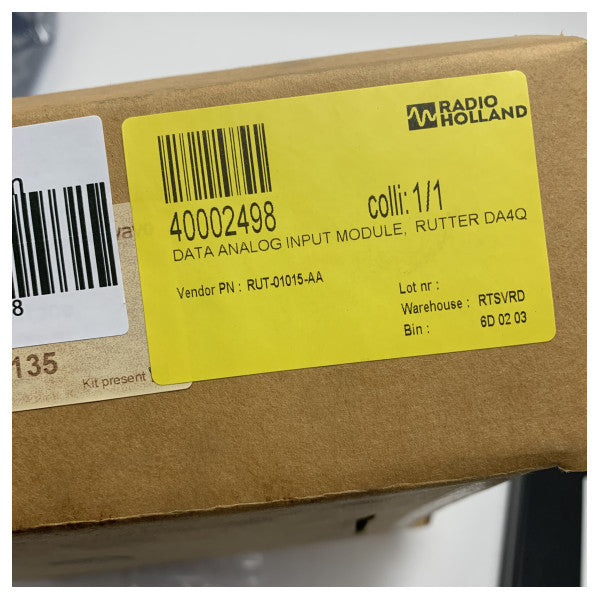 RADIO
HOLLAND
40002498
colli: 1/1
DATA ANALOG INPUT MODULE, RUTTER DA4Q
Vendor PN : RUT-01015-AA
Lot nr :
Warehouse : RTSVRD
Bin : 6D 02 03
8
135
Kit present